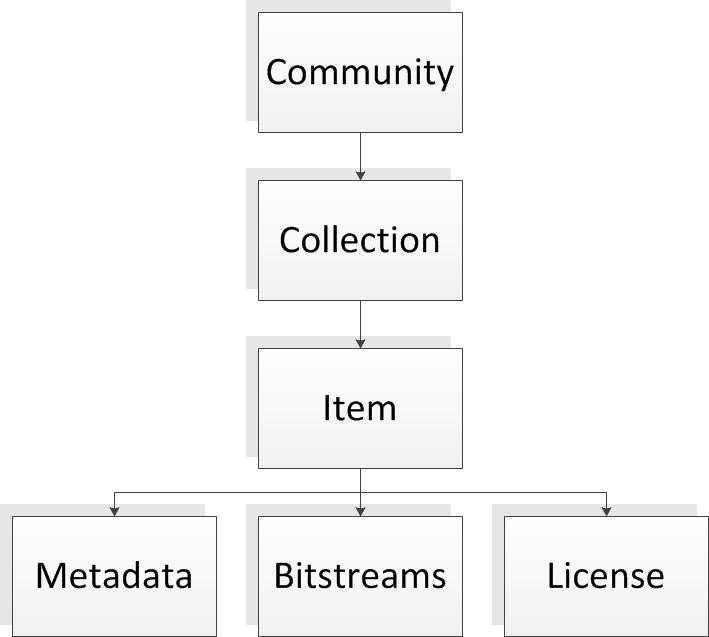 Community
Collection
Item
Metadata
Bitstreams
License